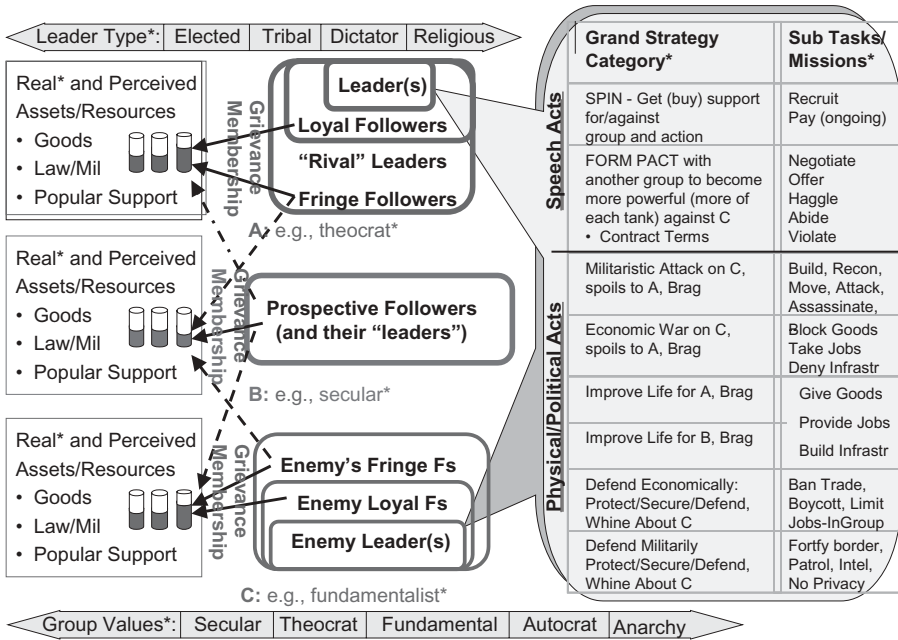 Leader Type*: Elected Tribal Dictator Religious
Real* and Perceived
Assets/Resources
• Goods
• Law/Mil
• Popular Support
Grievance
Membership
Leader(s)
Loyal Followers
“Rival” Leaders
Fringe Followers
A: e.g., theocrat*
Real* and Perceived
Assets/Resources
• Goods
• Law/Mil
• Popular Support
Grievance
Membership
Prospective Followers
(and their “leaders”)
B: e.g., secular*
Real* and Perceived
Assets/Resources
• Goods
• Law/Mil
• Popular Support
Grievance
Membership
Enemy's Fringe Fs
Enemy Loyal Fs
Enemy Leader(s)
C: e.g., fundamentalist*
Group Values*: Secular Theocrat Fundamental Autocrat Anarchy
Speech Acts
Physical/Political Acts
Grand Strategy
Category*
Sub Tasks/
Missions*
SPIN - Get (buy) support
for/against
group and action
Recruit
Pay (ongoing)
FORM PACT with
another group to become
more powerful (more of
each tank) against C
• Contract Terms
Negotiate
Offer
Haggle
Abide
Violate
Militaristic Attack on C,
spoils to A, Brag
Build, Recon,
Move, Attack,
Assassinate,
Economic War on C,
spoils to A, Brag
Block Goods
Take Jobs
Deny Infrastr
Improve Life for A, Brag
Give Goods
Provide Jobs
Improve Life for B, Brag
Build Infrastr
Defend Economically:
Protect/Secure/Defend,
Whine About C
Ban Trade,
Boycott, Limit
Jobs-InGroup
Defend Militarily
Protect/Secure/Defend,
Whine About C
Fortfy border,
Patrol, Intel,
No Privacy